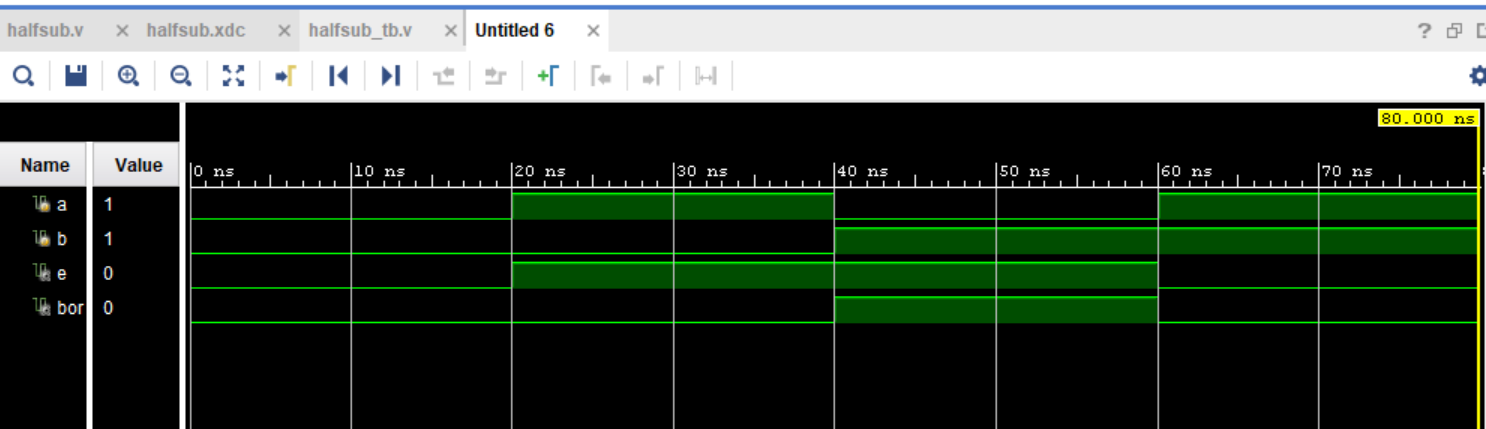 halfsub.v × halfsub.xdc × halfsub_tb.v × Untitled 6 × ?
80.000 ns
Name Value 0 ns 10 ns 20 ns 30 ns 40 ns 50 ns 60 ns 70 ns
a 1
b 1
e 0
bor 0